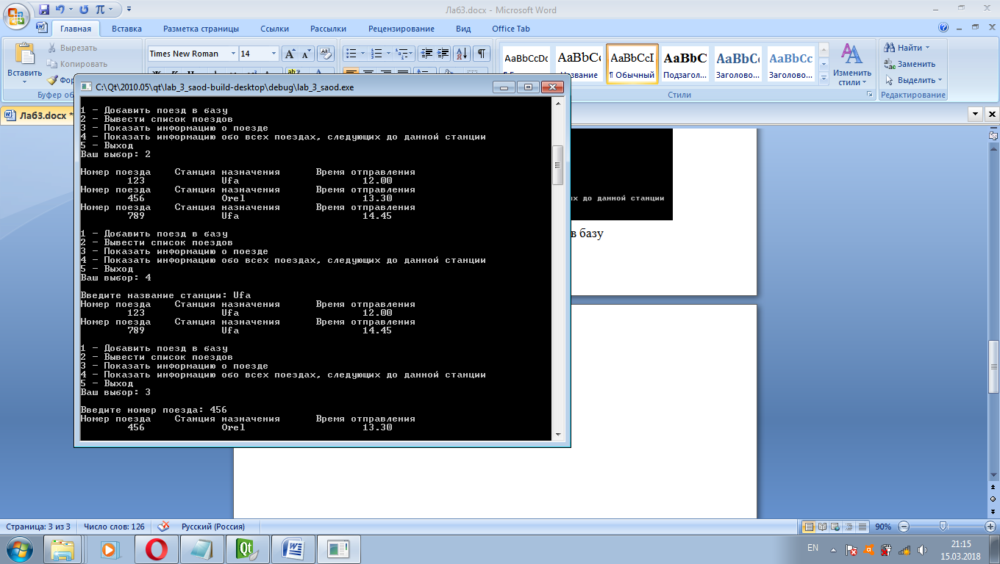 Лаб3.docx - Microsoft Word
Главная Вставка Разметка страницы Ссылки Рассылки Рецензирование Вид Office Tab
Вставить
Вырезать
Копировать
Times New Roman 14
AaBbCcDc AaBbCc AaBbCcI AaBbC AaBbCc AaBbCc
Название ¶ Обычный Подзагол... Заголово... Заголово...
Изменить стили
Найти
Заменить
Выделить
Стили Редактирование
Лаб3.docx *
C:\Qt\2010.05\qt\lab_3_saod-build-desktop\debug\lab_3_saod.exe
1 - Добавить поезд в базу
2 - Вывести список поездов
3 - Показать информацию о поезде
4 - Показать информацию обо всех поездах, следующих до данной станции
5 - Выход
Ваш выбор: 2
Номер поезда Станция назначения Время отправления
123 Ufa 12.00
Номер поезда Станция назначения Время отправления
456 Orel 13.30
Номер поезда Станция назначения Время отправления
789 Ufa 14.45
1 - Добавить поезд в базу
2 - Вывести список поездов
3 - Показать информацию о поезде
4 - Показать информацию обо всех поездах, следующих до данной станции
5 - Выход
Ваш выбор: 4
Введите название станции: Ufa
Номер поезда Станция назначения Время отправления
123 Ufa 12.00
Номер поезда Станция назначения Время отправления
789 Ufa 14.45
1 - Добавить поезд в базу
2 - Вывести список поездов
3 - Показать информацию о поезде
4 - Показать информацию обо всех поездах, следующих до данной станции
5 - Выход
Ваш выбор: 3
Введите номер поезда: 456
Номер поезда Станция назначения Время отправления
456 Orel 13.30
до данной станции
в базу
Страница: 3 из 3 Число слов: 126 Русский (Россия) 90%
EN
21:15
15.03.2018